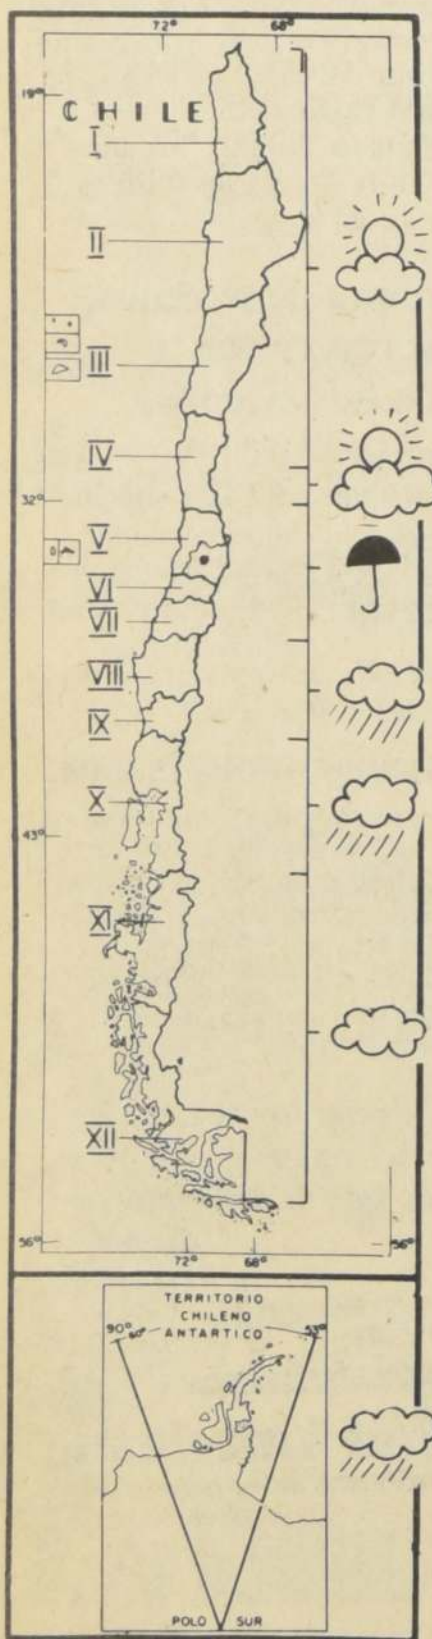 72° 68°
19°
CHILE
I
II
III
IV
32°
V
VI
VII
VIII
IX
X
43°
XI
XII
56° 56°
72° 68°
TERRITORIO
CHILENO
ANTARTICO
90° 60° 53°
POLO SUR